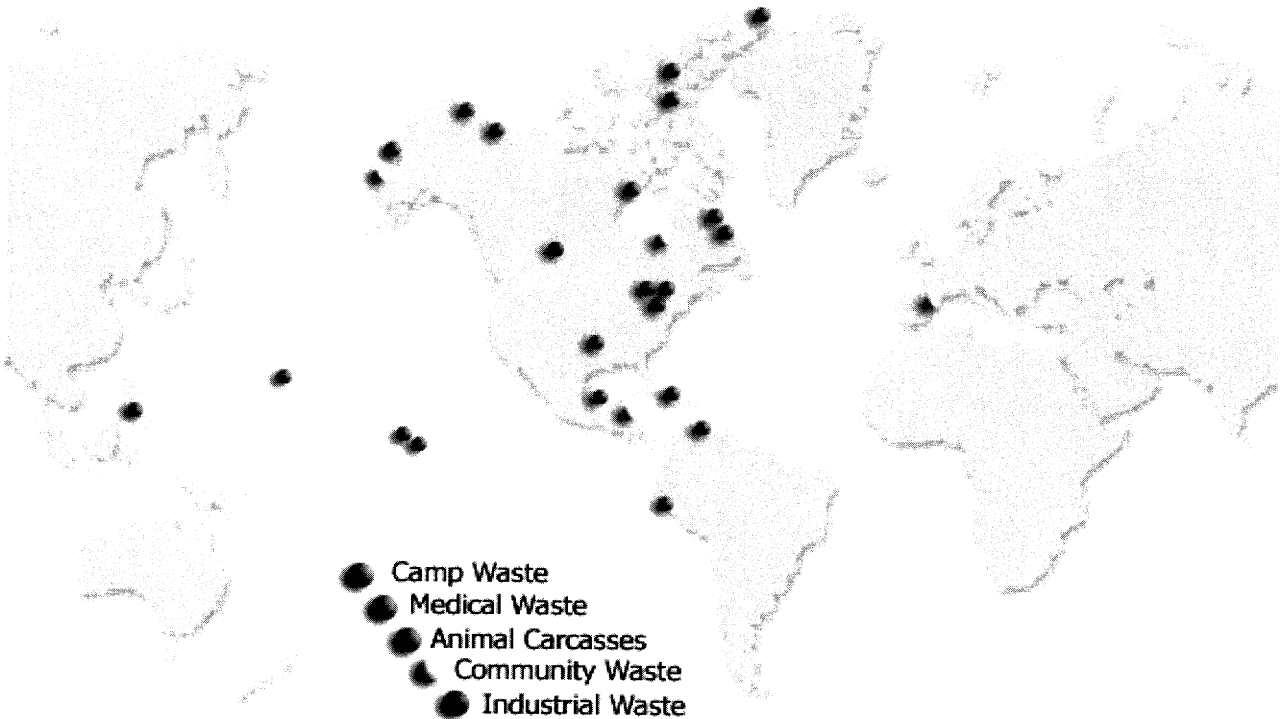 Camp Waste
Medical Waste
Animal Carcasses
Community Waste
Industrial Waste